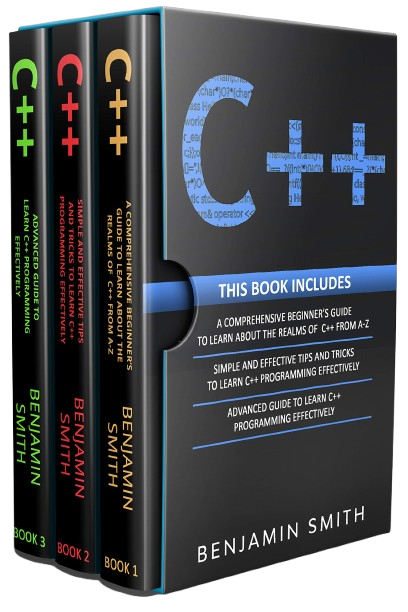 C++
ADVANCED GUIDE TO
LEARN C++ PROGRAMMING
EFFECTIVELY
BENJAMIN
SMITH
BOOK 3
C++
SIMPLE AND EFFECTIVE TIPS
AND TRICKS TO LEARN C++
PROGRAMMING EFFECTIVELY
BENJAMIN
SMITH
BOOK 2
C++
A COMPREHENSIVE BEGINNER'S
GUIDE TO LEARN ABOUT THE
REALMS OF C++ FROM A-Z
BENJAMIN
SMITH
BOOK 1
C++
THIS BOOK INCLUDES
A COMPREHENSIVE BEGINNER'S GUIDE
TO LEARN ABOUT THE REALMS OF C++ FROM A-Z
SIMPLE AND EFFECTIVE TIPS AND TRICKS
TO LEARN C++ PROGRAMMING EFFECTIVELY
ADVANCED GUIDE TO LEARN C++
PROGRAMMING EFFECTIVELY
BENJAMIN SMITH